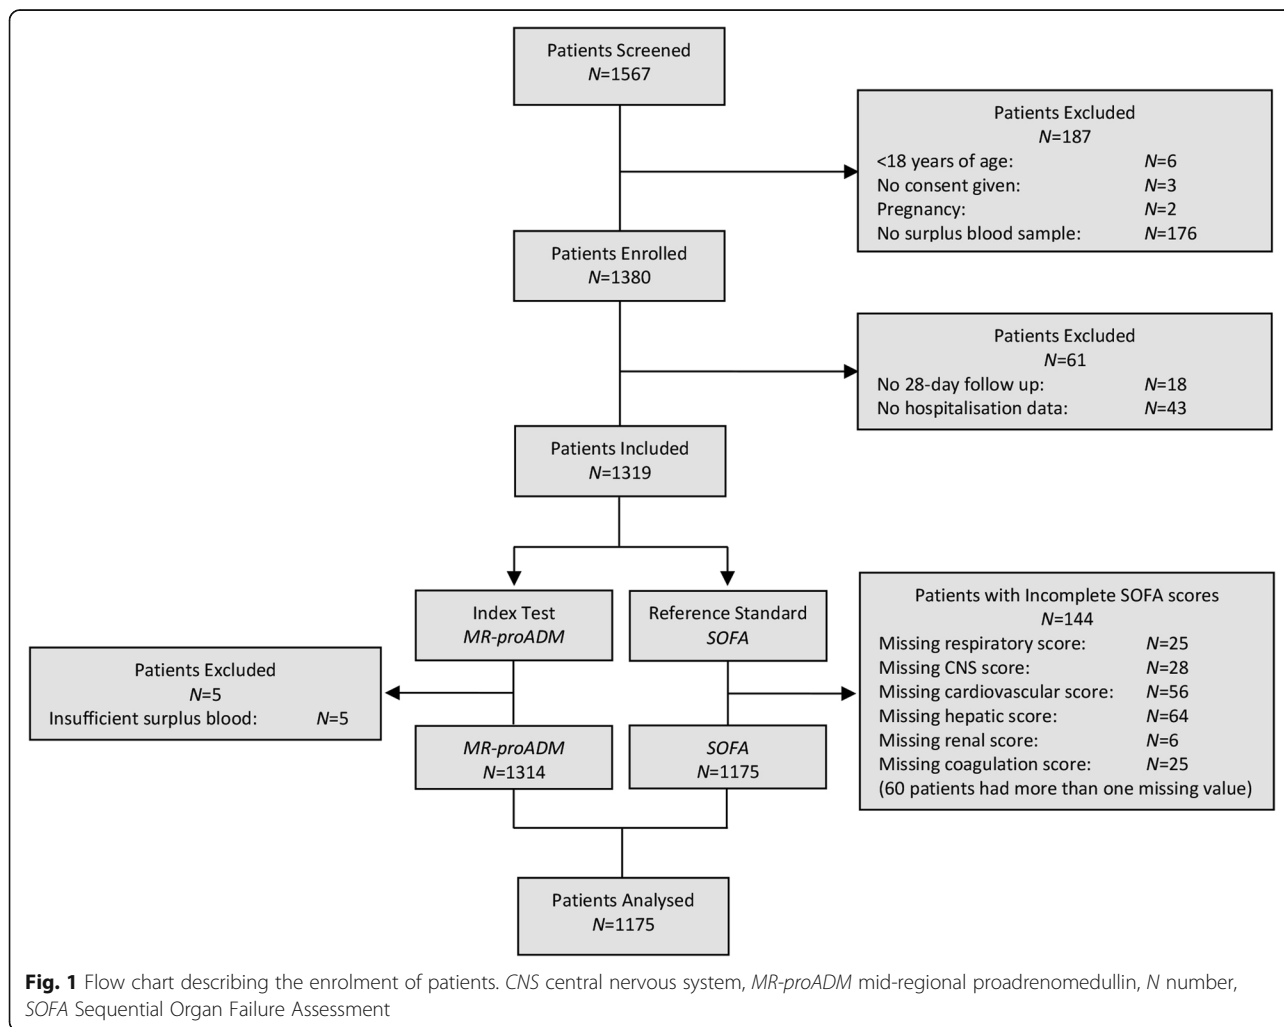 Patients Screened
N=1567
Patients Excluded
N=187
<18 years of age: N=6
No consent given: N=3
Pregnancy: N=2
No surplus blood sample: N=176
Patients Enrolled
N=1380
Patients Excluded
N=61
No 28-day follow up: N=18
No hospitalisation data: N=43
Patients Included
N=1319
Index Test
MR-proADM
Reference Standard
SOFA
Patients with Incomplete SOFA scores
N=144
Missing respiratory score: N=25
Missing CNS score: N=28
Missing cardiovascular score: N=56
Missing hepatic score: N=64
Missing renal score: N=6
Missing coagulation score: N=25
(60 patients had more than one missing value)
Patients Excluded
N=5
Insufficient surplus blood: N=5
MR-proADM
N=1314
SOFA
N=1175
Patients Analysed
N=1175
Fig. 1 Flow chart describing the enrolment of patients. CNS central nervous system, MR-proADM mid-regional proadrenomedullin, N number,
SOFA Sequential Organ Failure Assessment